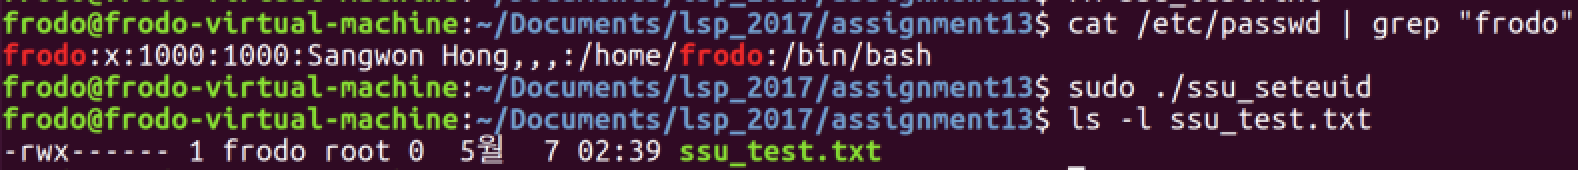 frodo@frodo-virtual-machine:~/Documents/lsp_2017/assignment13$ cat /etc/passwd | grep "frodo"
frodo:x:1000:1000:Sangwon Hong,,,:/home/frodo:/bin/bash
frodo@frodo-virtual-machine:~/Documents/lsp_2017/assignment13$ sudo ./ssu_seteuid
frodo@frodo-virtual-machine:~/Documents/lsp_2017/assignment13$ ls -l ssu_test.txt
-rwx------ 1 frodo root 0  5월   7 02:39 ssu_test.txt